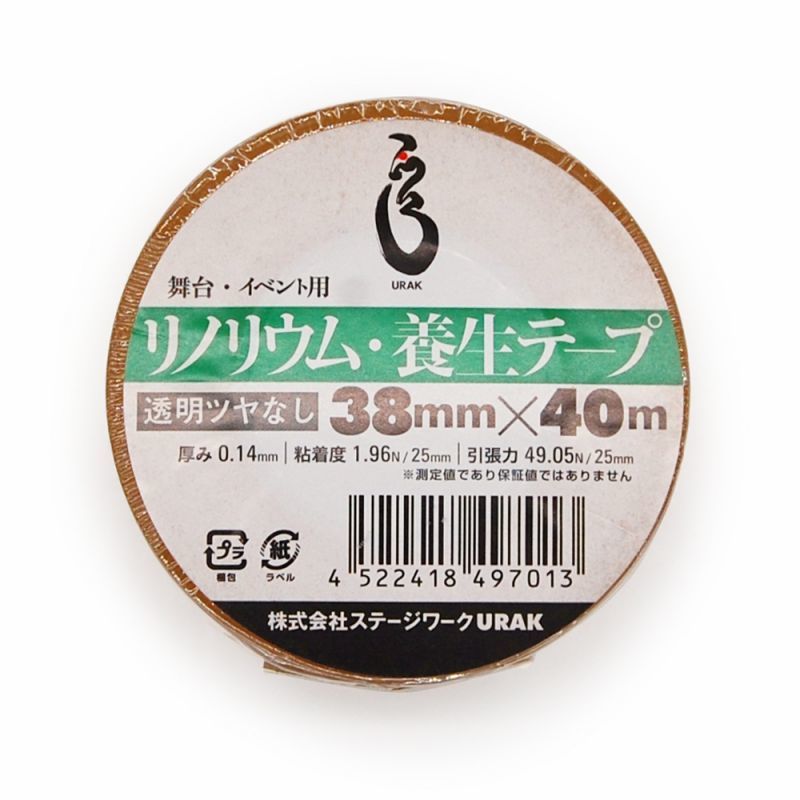 URAK
舞台・イベント用
リノリウム・養生テープ
透明ツヤなし 38mm×40m
厚み 0.14mm | 粘着度 1.96N/25mm | 引張力 49.05N/25mm
※測定値であり保証値ではありません
プラ 紙
梱包 ラベル
4 522418 497013
株式会社ステージワークURAK